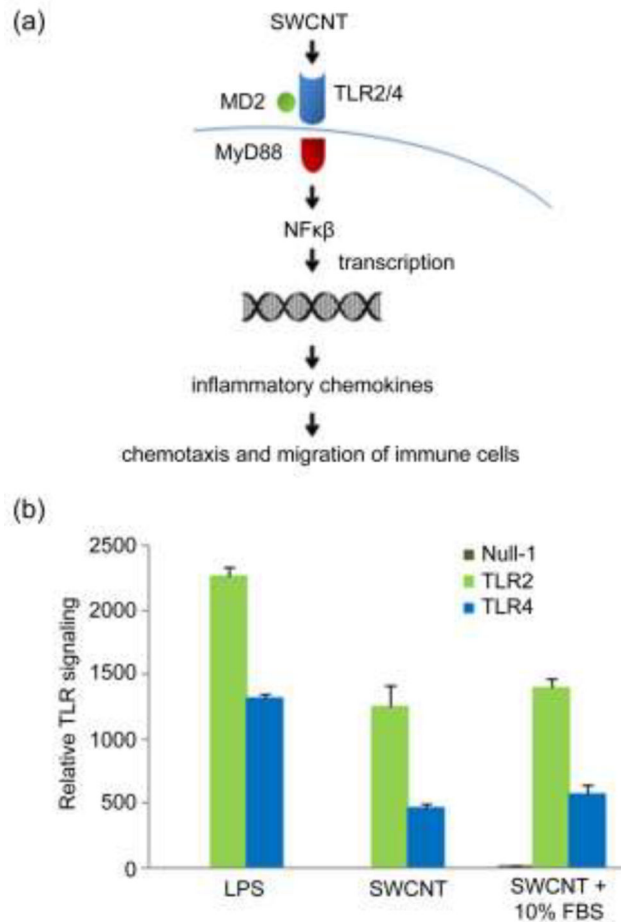 (a)
SWCNT
MD2
TLR2/4
MyD88
NFκβ
transcription
inflammatory chemokines
chemotaxis and migration of immune cells
(b)
Relative TLR signaling
2500
2000
1500
1000
500
0
Null-1
TLR2
TLR4
LPS
SWCNT
SWCNT +
10% FBS